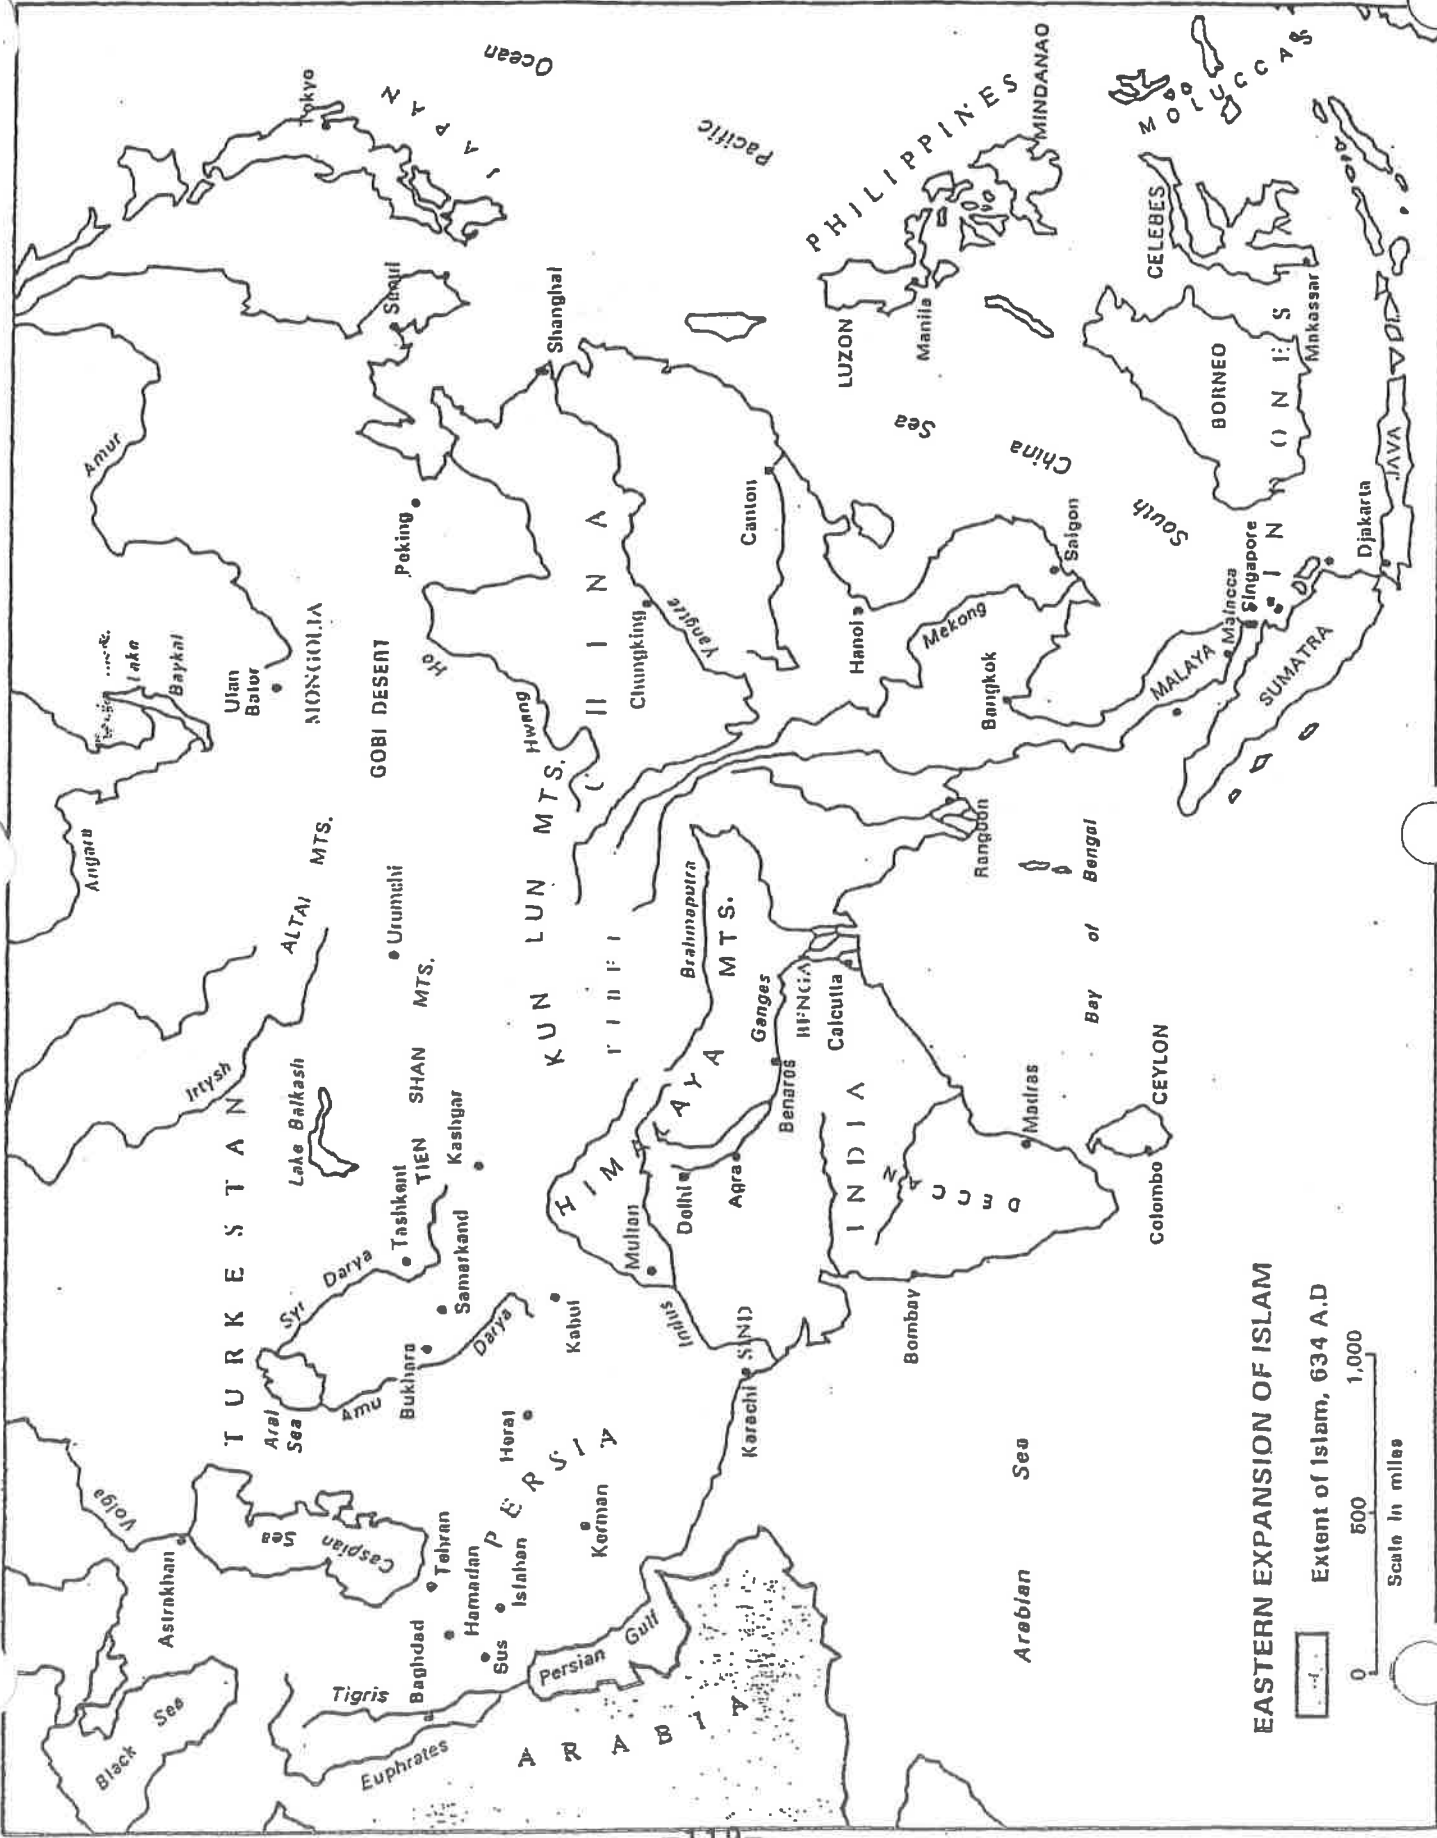 Black Sea
Volga
Astrakhan
Caspian Sea
TURKESTAN
Aral
Sea
Syr Darya
Amu Darya
Irtysh
Lake Balkash
ALTAI MTS.
Angara
Lake
Baykal
Ulan
Bator
MONGOLIA
Amur
Tokyo
JAPAN
Pacific Ocean
Tigris
Euphrates
Baghdad
Tehran
Hamadan
Isfahan
Sus
PERSIA
Herat
Kerman
Bukhara
Samarkand
Tashkent
TIEN SHAN MTS.
Kashgar
Urumchi
GOBI DESERT
Peking
Kabul
KUN LUN MTS.
Hwang Ho
CHINA
Chungking
Yangtze
Shanghai
Canton
Persian Gulf
ARABIA
Karachi
SIND
Indus
Multan
HIMALAYA MTS.
Delhi
Agra
Benaros
Ganges
Brahmaputra
Calcutta
INDIA
DECCAN
Bombay
Madras
Colombo
CEYLON
Arabian Sea
Bay of Bengal
Rangoon
Bangkok
Hanoi
Mekong
Saigon
South China Sea
PHILIPPINES
LUZON
Manila
MINDANAO
MALAYA
Malacca
Singapore
SUMATRA
INDONESI
BORNEO
CELEBES
Makassar
MOLUCCAS
Djakarta
JAVA
EASTERN EXPANSION OF ISLAM
Extent of Islam, 634 A.D
0 500 1,000
Scale in miles